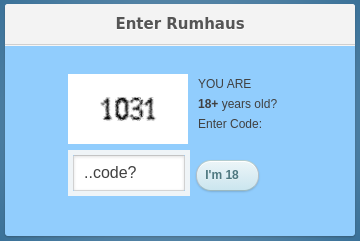 Enter Rumhaus
1031
YOU ARE
18+ years old?
Enter Code:
..code?
I'm 18